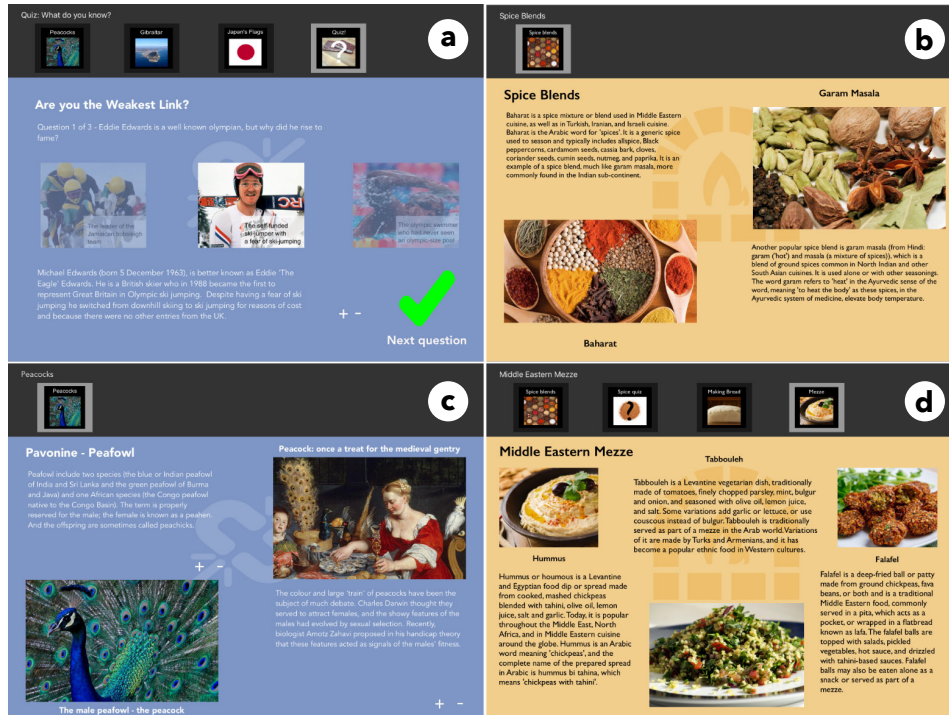 Quiz: What do you know?
Peacocks
Gibraltar
Japan's Flags
Quiz!
?
a
Are you the Weakest Link?
Question 1 of 3 - Eddie Edwards is a well known olympian, but why did he rise to
fame?
The leader of the
Jamaican bobsleigh
team
The self-funded
ski-jumper with
a fear of ski-jumping
The olympic swimmer
who had never seen
an olympic-size pool
Michael Edwards (born 5 December 1963), is better known as Eddie 'The
Eagle' Edwards. He is a British skier who in 1988 became the first to
represent Great Britain in Olympic ski jumping. Despite having a fear of ski
jumping he switched from downhill skiing to ski jumping for reasons of cost
and because there were no other entries from the UK.
+ -
Next question
Spice Blends
Spice blends
b
Spice Blends
Baharat is a spice mixture or blend used in Middle Eastern
cuisine, as well as in Turkish, Iranian, and Israeli cuisine.
Baharat is the Arabic word for 'spices'. It is a generic spice
used to season and typically includes allspice, Black
peppercorns, cardamom seeds, cassia bark, cloves,
coriander seeds, cumin seeds, nutmeg, and paprika. It is an
example of a spice blend, much like garam masala, more
commonly found in the Indian sub-continent.
Baharat
Garam Masala
Another popular spice blend is garam masala (from Hindi:
garam ('hot') and masala (a mixture of spices)), which is a
blend of ground spices common in North Indian and other
South Asian cuisines. It is used alone or with other seasonings.
The word garam refers to 'heat' in the Ayurvedic sense of the
word, meaning 'to heat the body' as these spices, in the
Ayurvedic system of medicine, elevate body temperature.
Peacocks
Peacocks
c
Pavonine - Peafowl
Peafowl include two species (the blue or Indian peafowl
of India and Sri Lanka and the green peafowl of Burma
and Java) and one African species (the Congo peafowl
native to the Congo Basin). The term is properly
reserved for the male; the female is known as a peahen.
And the offspring are sometimes called peachicks.
+ -
The male peafowl - the peacock
Peacock: once a treat for the medieval gentry
The colour and large 'train' of peacocks have been the
subject of much debate. Charles Darwin thought they
served to attract females, and the showy features of the
males had evolved by sexual selection. Recently,
biologist Amotz Zahavi proposed in his handicap theory
that these features acted as signals of the males' fitness.
+ -
Middle Eastern Mezze
Spice blends
Spice quiz
?
Making Bread
Mezze
d
Middle Eastern Mezze
Hummus
Hummus or houmous is a Levantine
and Egyptian food dip or spread made
from cooked, mashed chickpeas
blended with tahini, olive oil, lemon
juice, salt and garlic. Today, it is popular
throughout the Middle East, North
Africa, and in Middle Eastern cuisine
around the globe. Hummus is an Arabic
word meaning 'chickpeas', and the
complete name of the prepared spread
in Arabic is hummus bi tahina, which
means 'chickpeas with tahini'.
Tabbouleh
Tabbouleh is a Levantine vegetarian dish, traditionally
made of tomatoes, finely chopped parsley, mint, bulgur
and onion, and seasoned with olive oil, lemon juice,
and salt. Some variations add garlic or lettuce, or use
couscous instead of bulgur. Tabbouleh is traditionally
served as part of a mezze in the Arab world. Variations
of it are made by Turks and Armenians, and it has
become a popular ethnic food in Western cultures.
Falafel
Falafel is a deep-fried ball or patty
made from ground chickpeas, fava
beans, or both and is a traditional
Middle Eastern food, commonly
served in a pita, which acts as a
pocket, or wrapped in a flatbread
known as lafa. The falafel balls are
topped with salads, pickled
vegetables, hot sauce, and drizzled
with tahini-based sauces. Falafel
balls may also be eaten alone as a
snack or served as part of a
mezze.